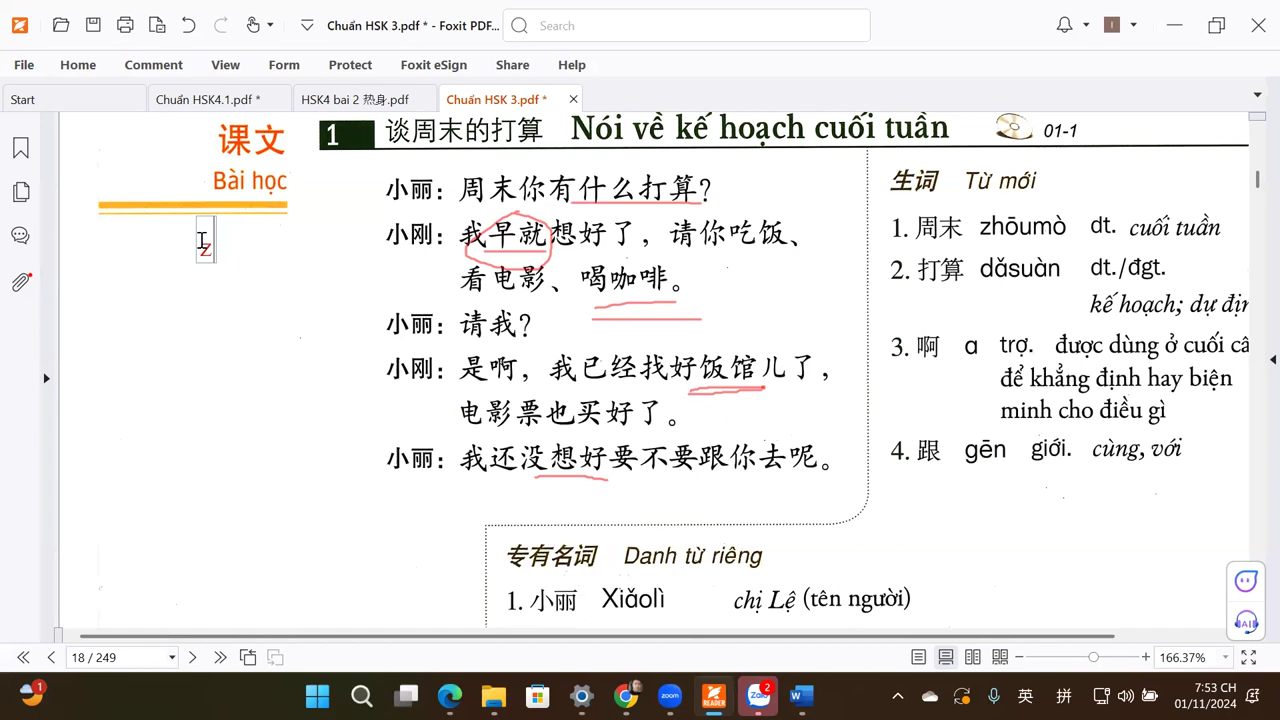 Chuẩn HSK 3.pdf * - Foxit PDF...
Search
I
File Home Comment View Form Protect Foxit eSign Share Help
Start
Chuẩn HSK4.1.pdf *
HSK4 bai 2 热身.pdf
Chuẩn HSK 3.pdf *
课文
Bài học
z
1 谈周末的打算 Nói về kế hoạch cuối tuần 01-1
小丽：周末你有什么打算？
小刚：我早就想好了，请你吃饭、
看电影、喝咖啡。
小丽：请我？
小刚：是啊，我已经找好饭馆儿了，
电影票也买好了。
小丽：我还没想好要不要跟你去呢。
生词 Từ mới
1. 周末 zhōumò dt. cuối tuần
2. 打算 dǎsuàn dt./đgt.
kế hoạch; dự địn
3. 啊 a trợ. được dùng ở cuối câ
để khẳng định hay biện
minh cho điều gì
4. 跟 gēn giới. cùng, với
专有名词 Danh từ riêng
1. 小丽 Xiǎolì chị Lệ (tên người)
AI
18 / 249
166.37%
1
zoom
READER
Zalo
2
W
英
拼
7:53 CH
01/11/2024